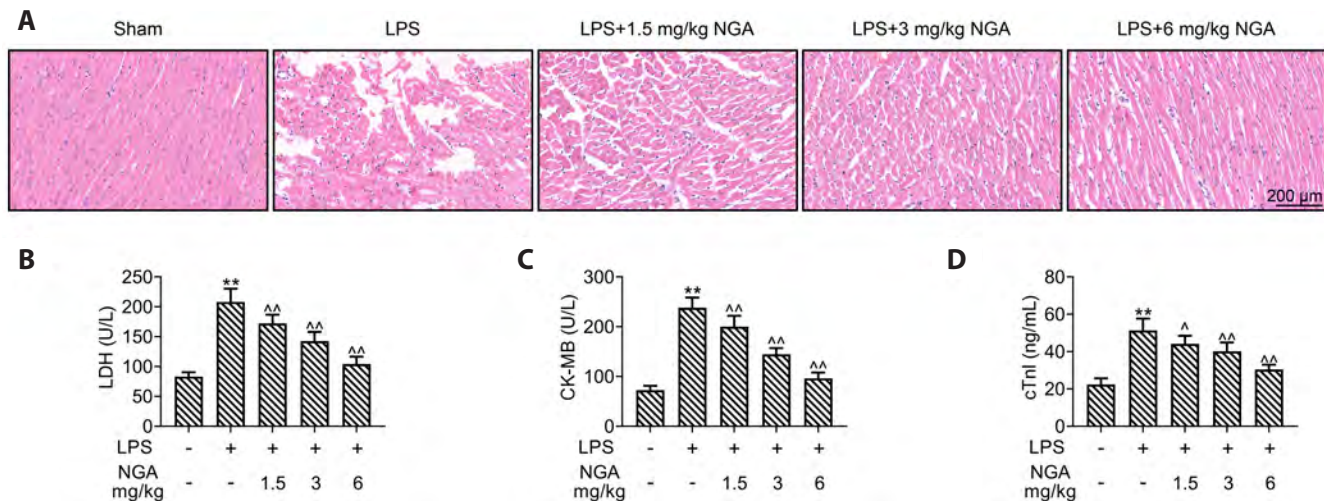 A
Sham LPS LPS+1.5 mg/kg NGA LPS+3 mg/kg NGA LPS+6 mg/kg NGA
200 µm
B
LDH (U/L)
250
200
150
100
50
0
** ^^ ^^ ^^
LPS - + + + +
NGA mg/kg - - 1.5 3 6
C
CK-MB (U/L)
300
200
100
0
** ^^ ^^ ^^
LPS - + + + +
NGA mg/kg - - 1.5 3 6
D
cTnI (ng/mL)
80
60
40
20
0
** ^ ^^ ^^
LPS - + + + +
NGA mg/kg - - 1.5 3 6